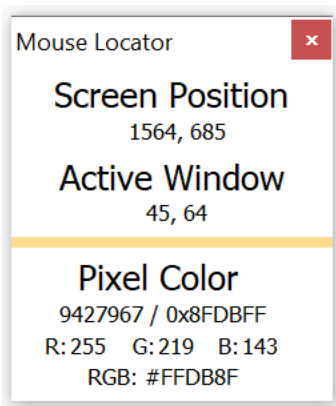 Mouse Locator
Screen Position
1564, 685
Active Window
45, 64
Pixel Color
9427967 / 0x8FDBFF
R: 255 G: 219 B: 143
RGB: #FFDB8F